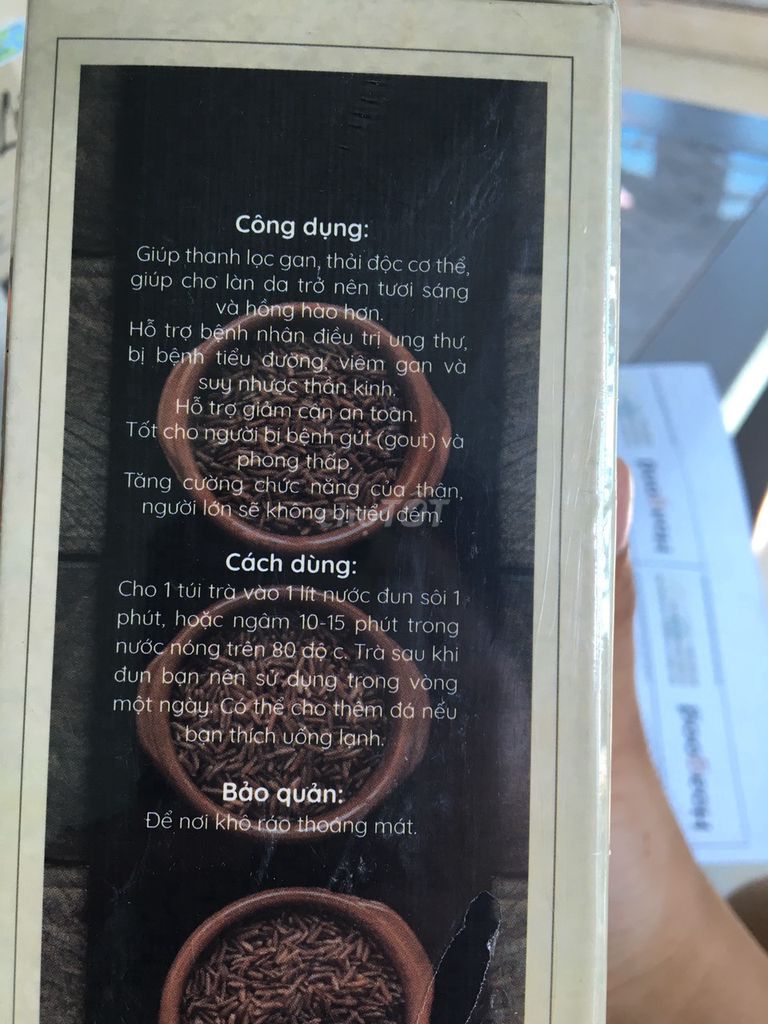 Công dụng:
Giúp thanh lọc gan, thải độc cơ thể,
giúp cho làn da trở nên tươi sáng
và hồng hào hơn.
Hỗ trợ bệnh nhân điều trị ung thư,
bị bệnh tiểu đường, viêm gan và
suy nhược thần kinh.
Hỗ trợ giảm cân an toàn.
Tốt cho người bị bệnh gút (gout) và
phong thấp.
Tăng cường chức năng của thận,
người lớn sẽ không bị tiểu đêm.
TỐT
Cách dùng:
Cho 1 túi trà vào 1 lít nước đun sôi 1
phút, hoặc ngâm 10-15 phút trong
nước nóng trên 80 độ c. Trà sau khi
đun bạn nên sử dụng trong vòng
một ngày. Có thể cho thêm đá nếu
bạn thích uống lạnh.
Bảo quản:
Để nơi khô ráo thoáng mát.